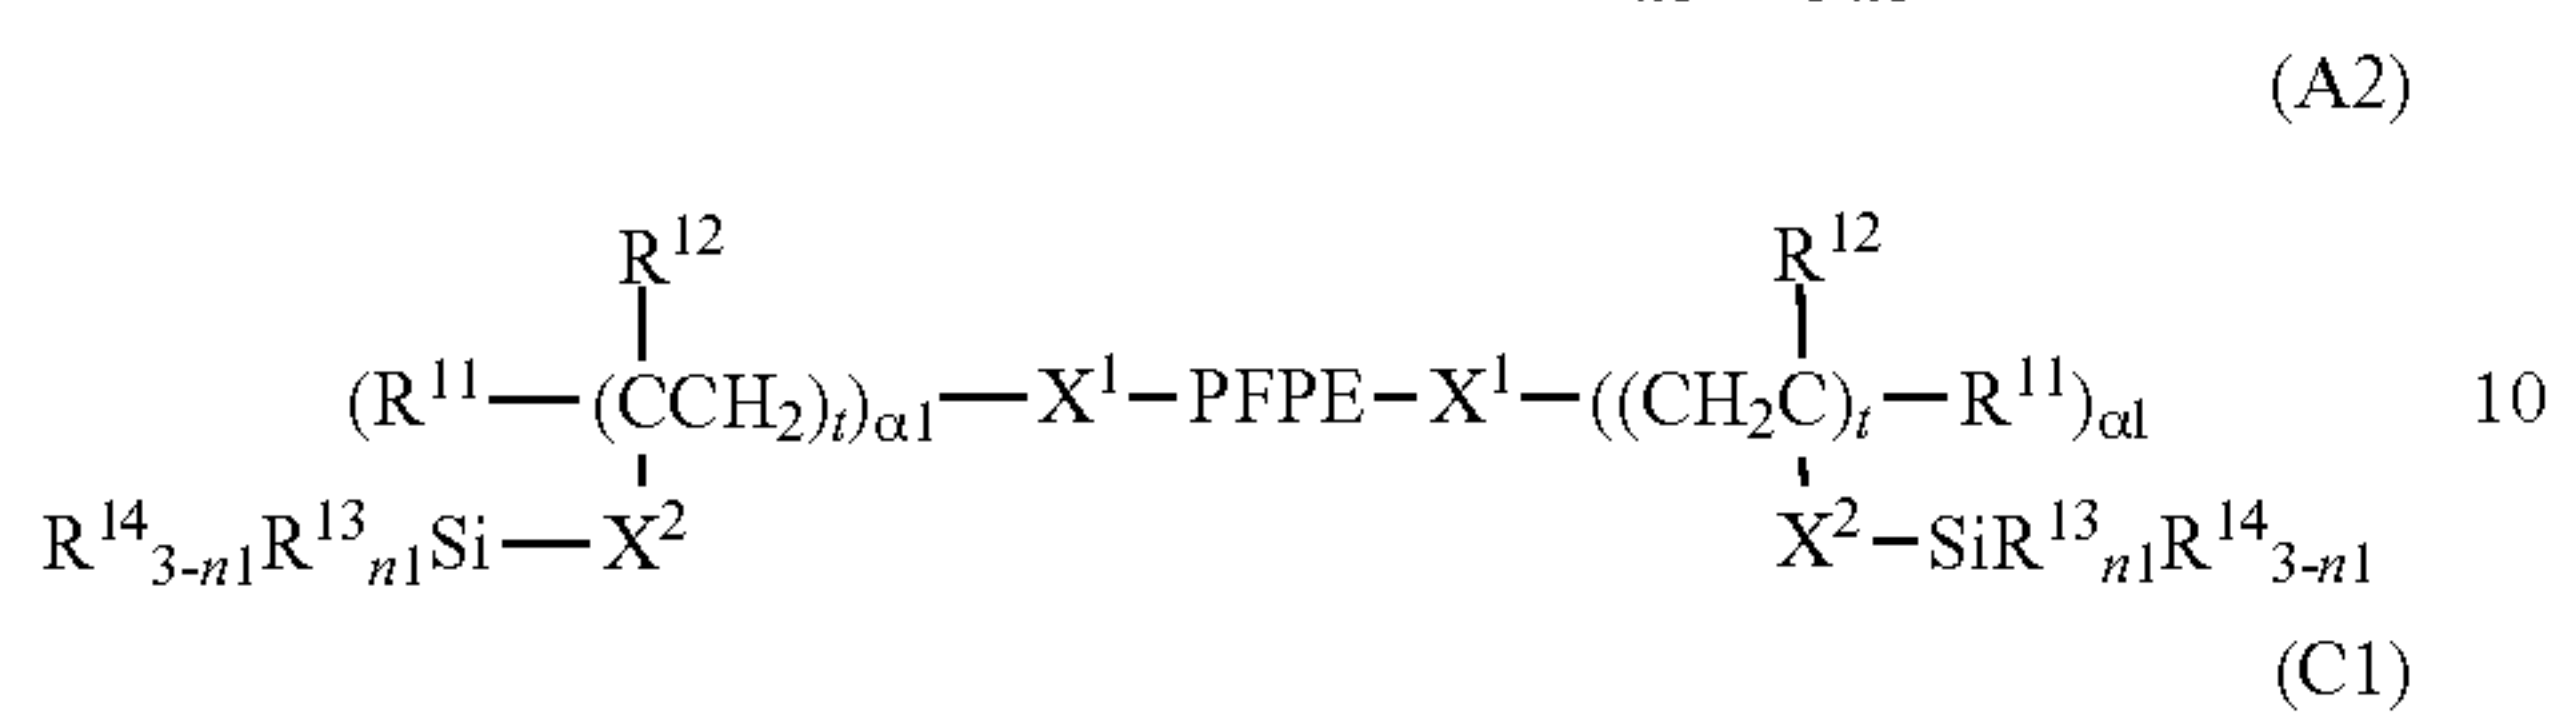 (A2)
R¹² R¹²
(R¹¹—(CCH₂)ₜ)α1—X¹—PFPE—X¹—((CH₂C)ₜ—R¹¹)α1 10
R¹⁴₃₋ₙ₁R¹³ₙ₁Si—X² X²—SiR¹³ₙ₁R¹⁴₃₋ₙ₁
(C1)